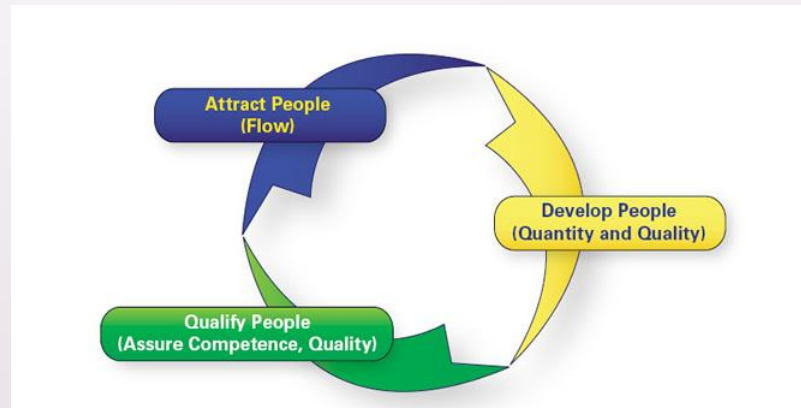 Attract People
(Flow)
Develop People
(Quantity and Quality)
Qualify People
(Assure Competence, Quality)